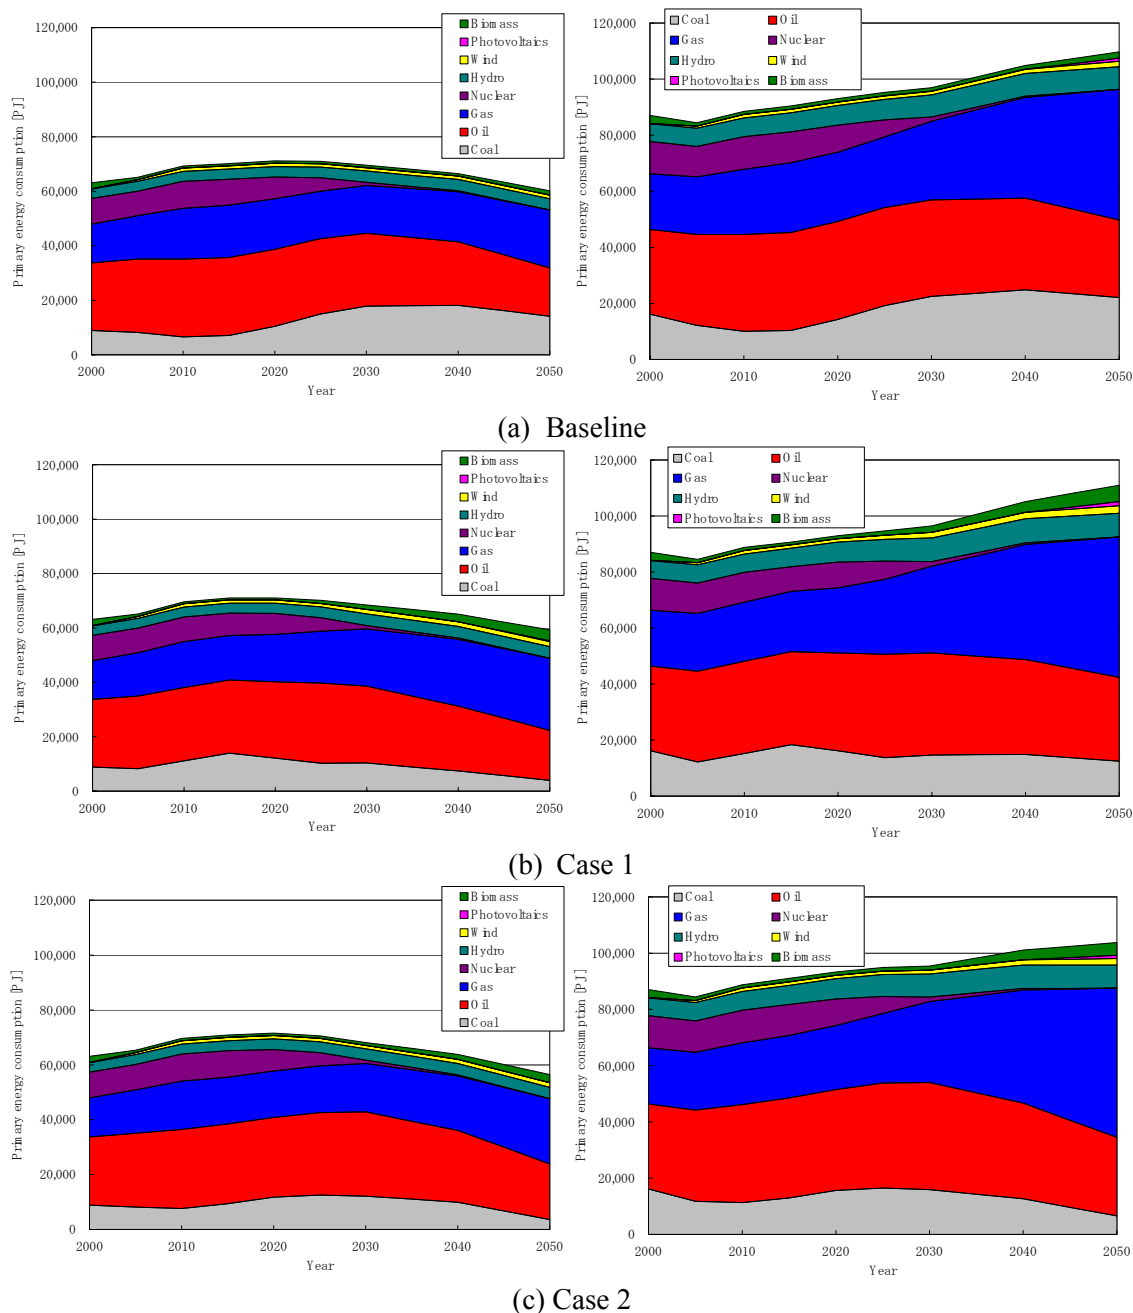 120,000
100,000
80,000
60,000
40,000
20,000
0
Primary energy consumption [PJ]
Biomass
Photovoltaics
Wind
Hydro
Nuclear
Gas
Oil
Coal
2000 2010 2020 2030 2040 2050
Year
120,000
100,000
80,000
60,000
40,000
20,000
0
Primary energy consumption [PJ]
Coal Oil
Gas Nuclear
Hydro Wind
Photovoltaics Biomass
2000 2010 2020 2030 2040 2050
Year
(a) Baseline
120,000
100,000
80,000
60,000
40,000
20,000
0
Primary energy consumption [PJ]
Biomass
Photovoltaics
Wind
Hydro
Nuclear
Gas
Oil
Coal
2000 2010 2020 2030 2040 2050
Year
120,000
100,000
80,000
60,000
40,000
20,000
0
Primary energy consumption [PJ]
Coal Oil
Gas Nuclear
Hydro Wind
Photovoltaics Biomass
2000 2010 2020 2030 2040 2050
Year
(b) Case 1
120,000
100,000
80,000
60,000
40,000
20,000
0
Primary energy consumption [PJ]
Biomass
Photovoltaics
Wind
Hydro
Nuclear
Gas
Oil
Coal
2000 2010 2020 2030 2040 2050
Year
120,000
100,000
80,000
60,000
40,000
20,000
0
Primary energy consumption [PJ]
Coal Oil
Gas Nuclear
Hydro Wind
Photovoltaics Biomass
2000 2010 2020 2030 2040 2050
Year
(c) Case 2